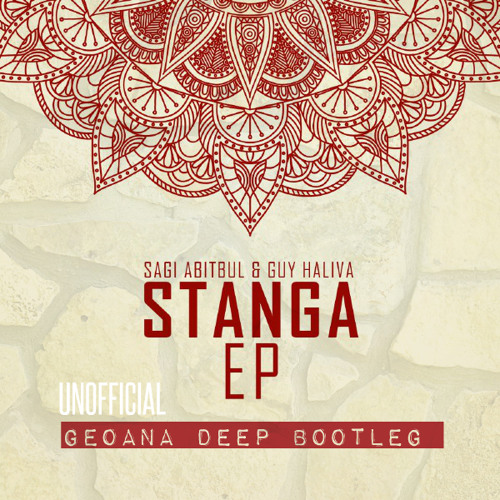 SAGI ABITBUL & GUY HALIVA
STANGA
EP
UNOFFICIAL
GEOANA DEEP BOOTLEG